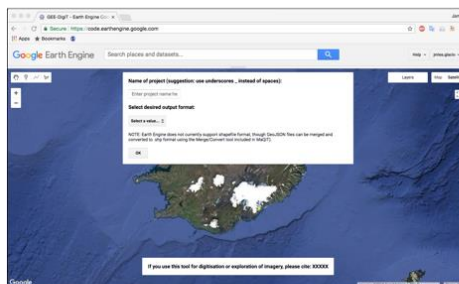 GEE DigiT - Earth Engine Co
Secure https://code.earthengine.google.com
Apps Bookmarks
Google Earth Engine
Search places and datasets...
Help
Layers
Map
Name of project (suggestion: use underscores _ instead of spaces):
Enter project name he
Select desired output format:
Select a value...
NOTE: Earth Engine does not currently support shapefile format, though GeoJSON files can be merged and
converted to .shp format using the Merge/Convert tool included in MaQiT.
OK
If you use this tool for digitisation or exploration of imagery, please cite: XXXXX
Google